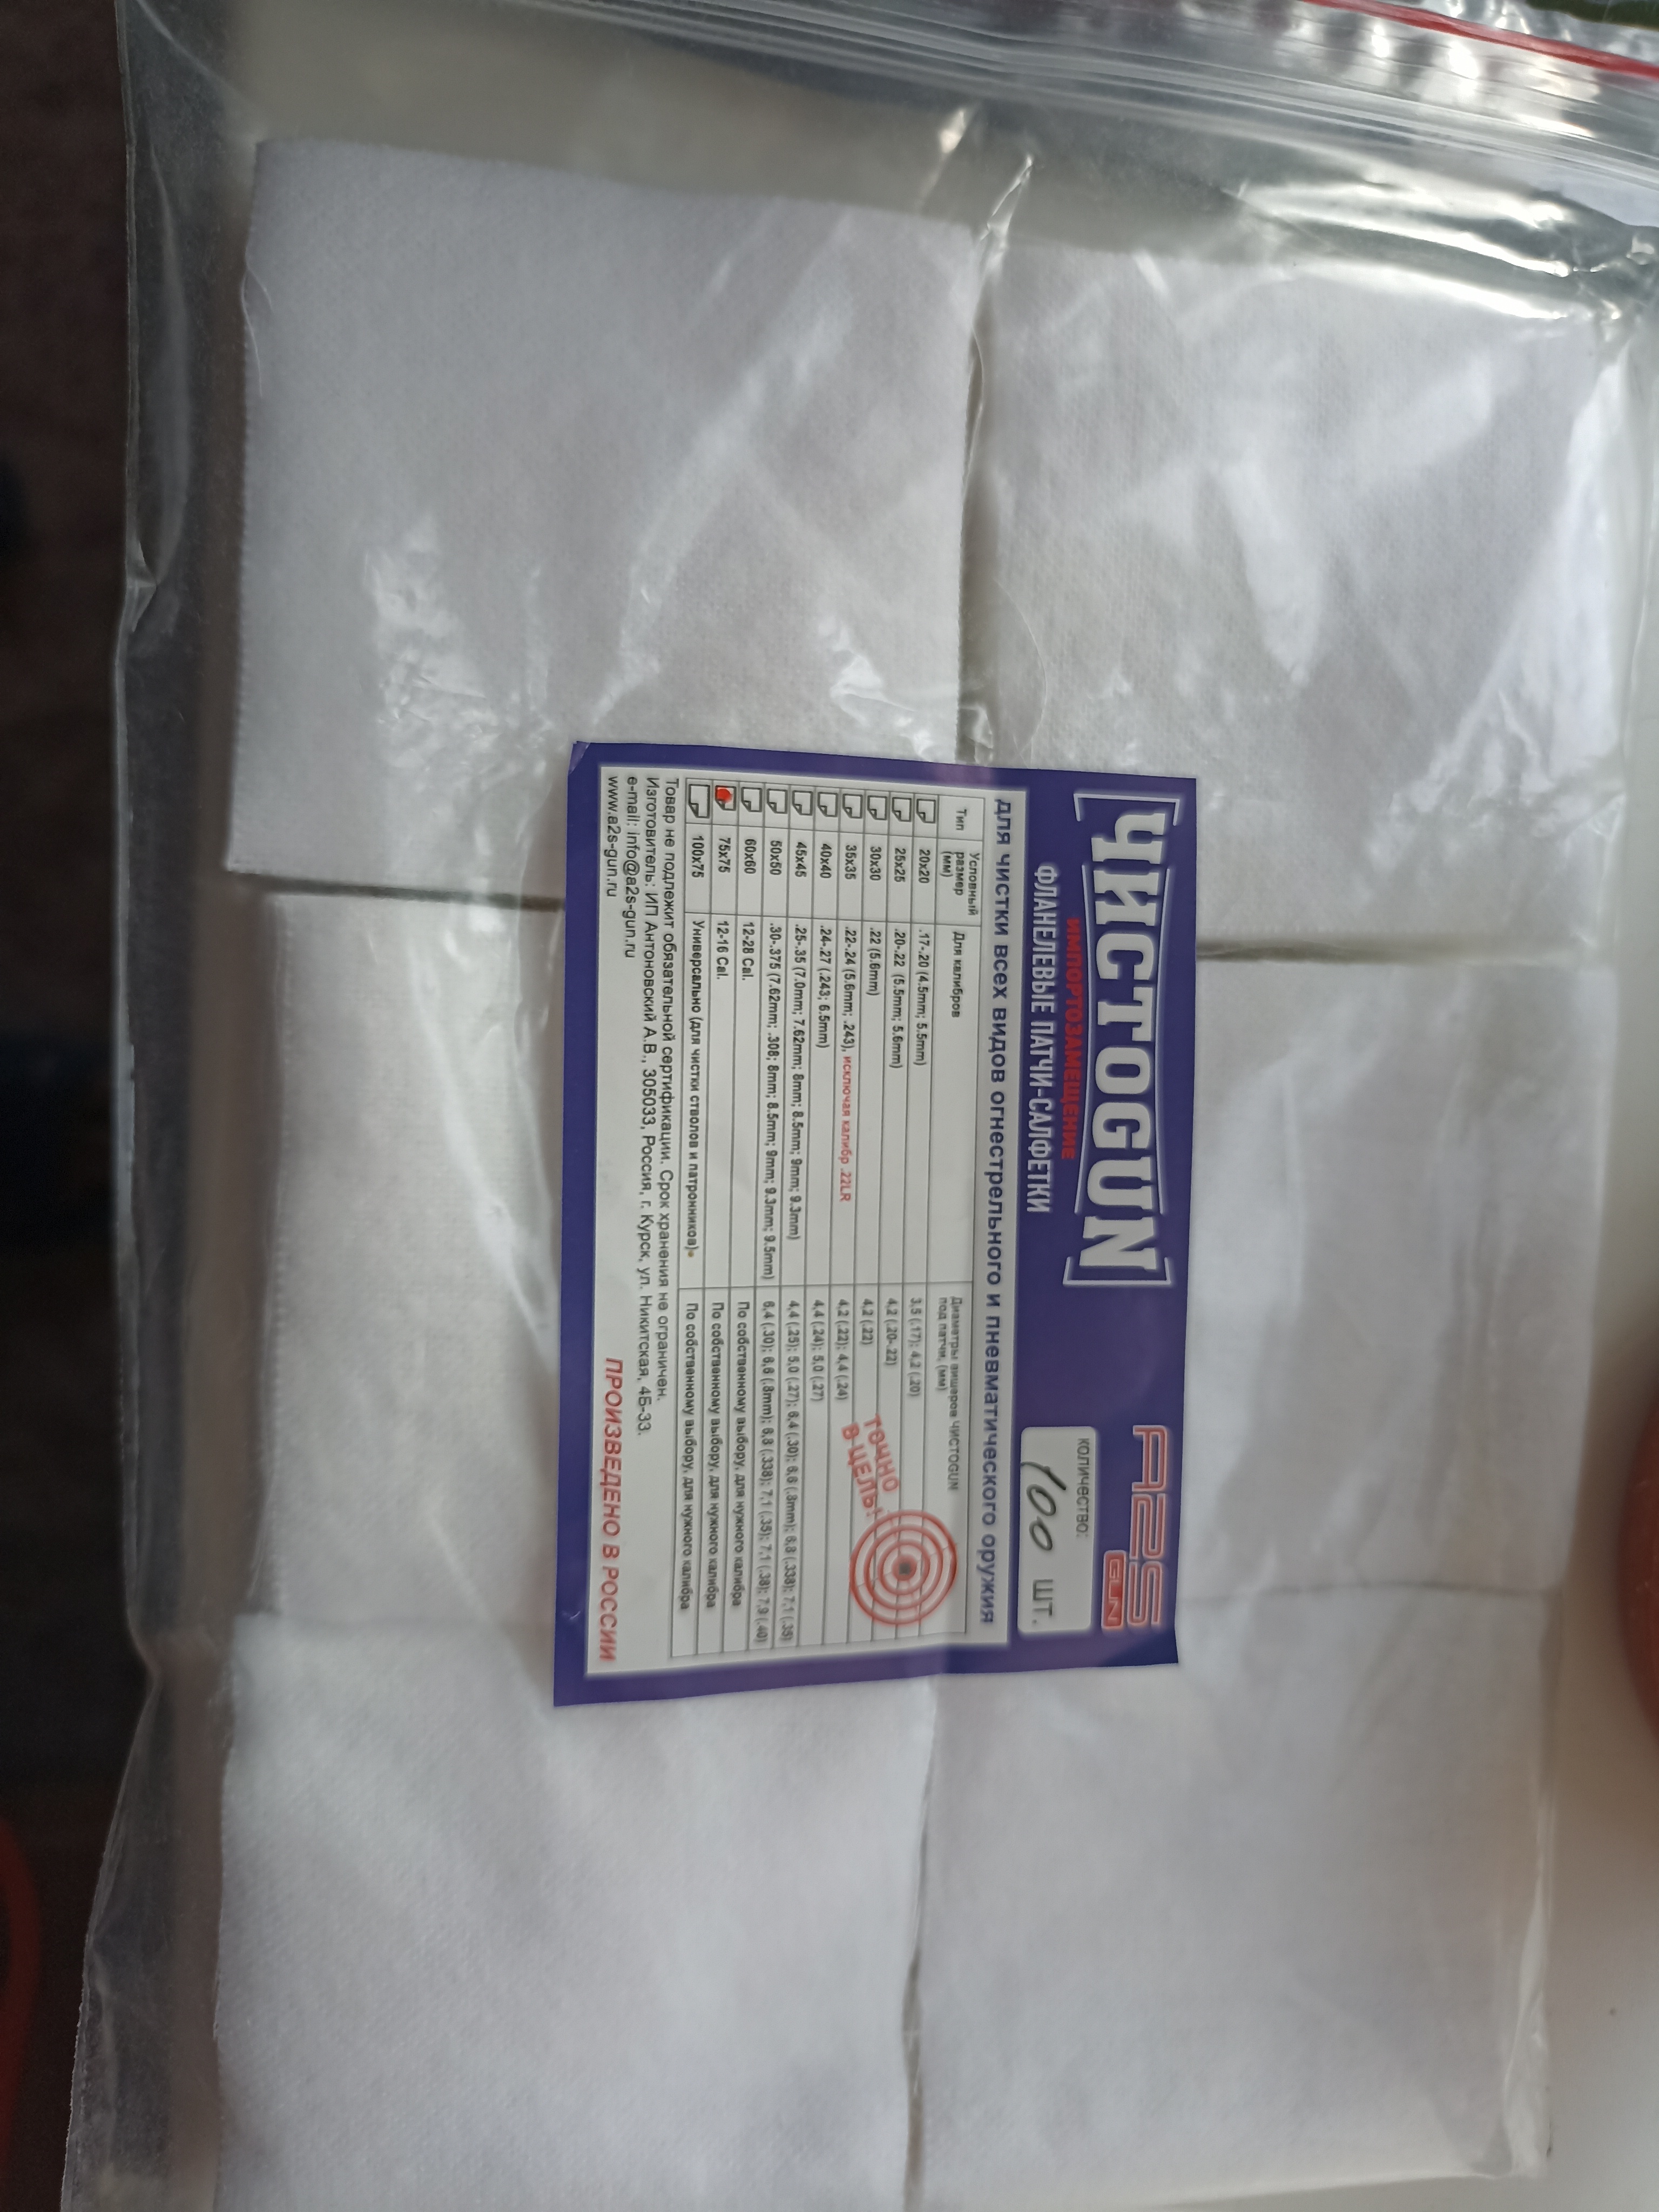 [ЧИСТОGUN]
ИМПОРТОЗАМЕЩЕНИЕ
ФЛАНЕЛЕВЫЕ ПАТЧИ-САЛФЕТКИ
A2S
GUN
количество:
100 шт.
для чистки всех видов огнестрельного и пневматического оружия
Тип Условный размер (мм) Для калибров Диаметры вишеров ЧИСТОGUN под патчи, (мм)
20x20 .17-.20 (4.5mm; 5.5mm) 3,5 (.17); 4,2 (.20)
25x25 .20-.22 (5.5mm; 5.6mm) 4,2 (.20-.22)
30x30 .22 (5.6mm) 4,2 (.22)
35x35 .22-.24 (5.6mm; .243), исключая калибр .22LR 4,2 (.22); 4,4 (.24)
40x40 .24-.27 (.243; 6.5mm) 4,4 (.24); 5,0 (.27)
45x45 .25-.35 (7.0mm; 7.62mm; 8mm; 8.5mm; 9mm; 9.3mm) 4,4 (.25); 5,0 (.27); 6,4 (.30); 6,6 (.8mm); 6,8 (.338); 7,1 (.35)
50x50 .30-.375 (7.62mm; .308; 8mm; 8.5mm; 9mm; 9.3mm; 9.5mm) 6,4 (.30); 6,6 (.8mm); 6,8 (.338); 7,1 (.35); 7,1 (.38); 7,9 (.40)
60x60 12-28 Cal. По собственному выбору, для нужного калибра
75x75 12-16 Cal. По собственному выбору, для нужного калибра
100x75 Универсально (для чистки стволов и патронников) По собственному выбору, для нужного калибра
ТОЧНО
В ЦЕЛЬ!
Товар не подлежит обязательной сертификации. Срок хранения не ограничен.
Изготовитель: ИП Антоновский А.В., 305033, Россия, г. Курск, ул. Никитская, 4Б-33.
e-mail: info@a2s-gun.ru
www.a2s-gun.ru
ПРОИЗВЕДЕНО В РОССИИ